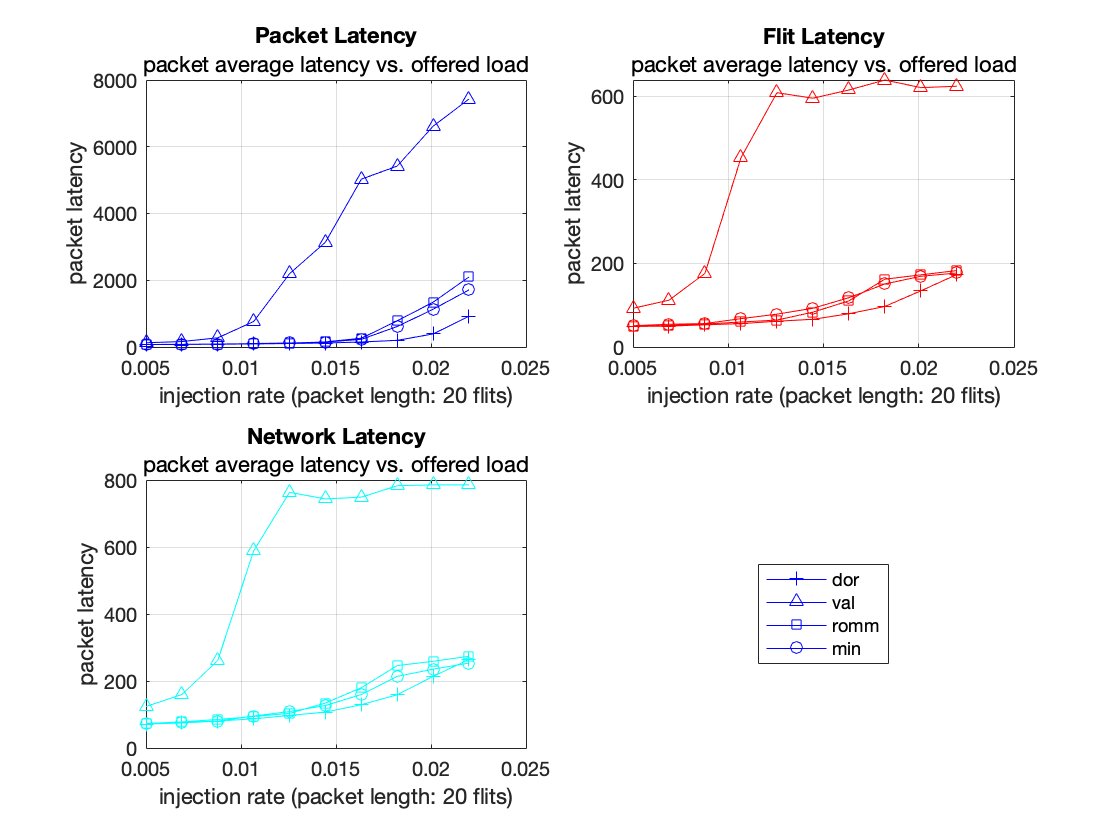 Packet Latency
packet average latency vs. offered load
8000
6000
4000
2000
0
packet latency
0.005 0.01 0.015 0.02 0.025
injection rate (packet length: 20 flits)
Flit Latency
packet average latency vs. offered load
600
400
200
0
packet latency
0.005 0.01 0.015 0.02 0.025
injection rate (packet length: 20 flits)
Network Latency
packet average latency vs. offered load
800
600
400
200
0
packet latency
0.005 0.01 0.015 0.02 0.025
injection rate (packet length: 20 flits)
dor
val
romm
min